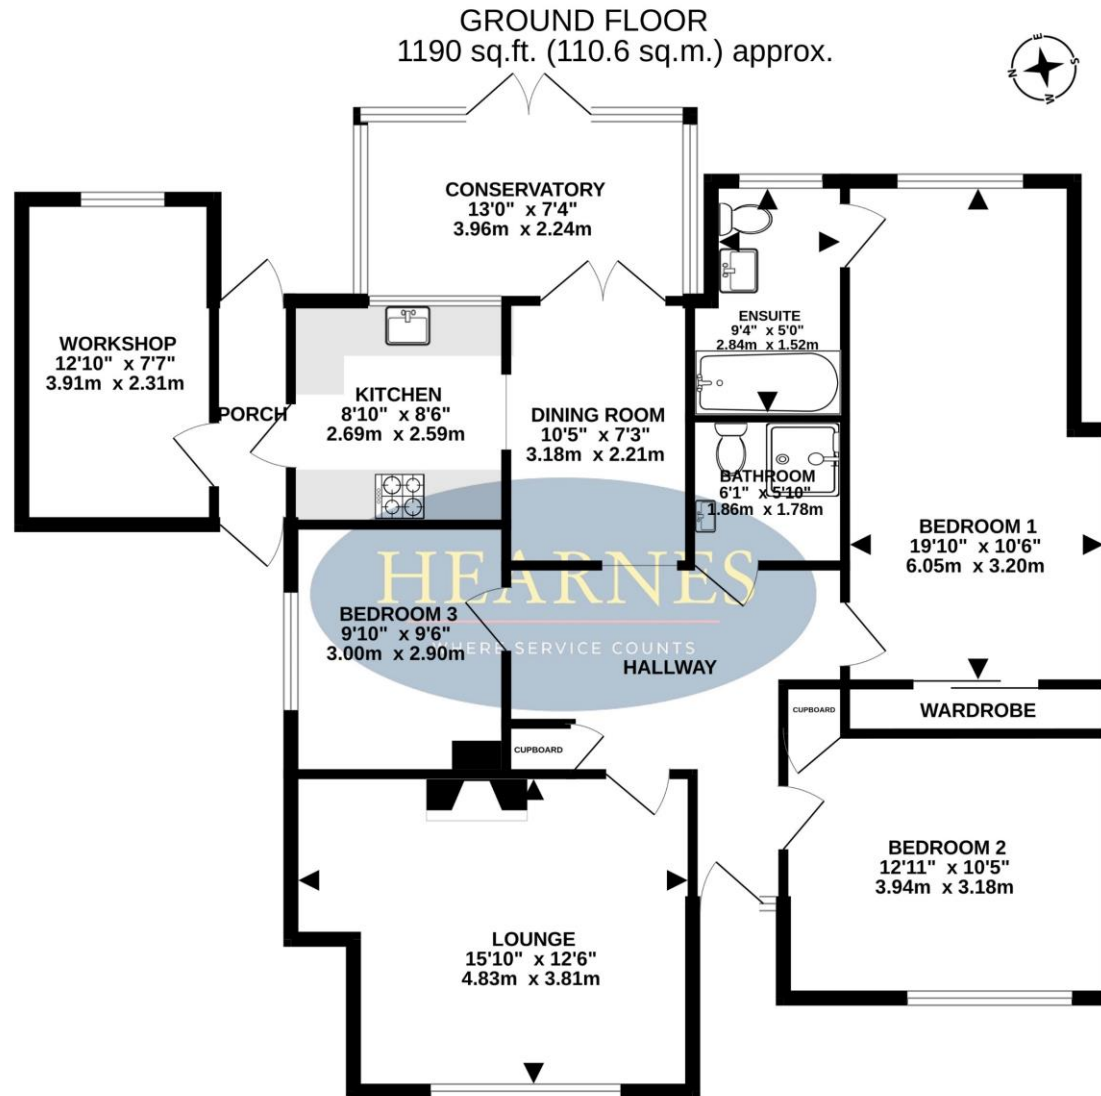 GROUND FLOOR
1190 sq.ft. (110.6 sq.m.) approx.
N
E
S
W
CONSERVATORY
13'0" x 7'4"
3.96m x 2.24m
WORKSHOP
12'10" x 7'7"
3.91m x 2.31m
PORCH
KITCHEN
8'10" x 8'6"
2.69m x 2.59m
DINING ROOM
10'5" x 7'3"
3.18m x 2.21m
ENSUITE
9'4" x 5'0"
2.84m x 1.52m
BATHROOM
6'1" x 5'10"
1.86m x 1.78m
BEDROOM 1
19'10" x 10'6"
6.05m x 3.20m
HEARNES
WHERE SERVICE COUNTS
BEDROOM 3
9'10" x 9'6"
3.00m x 2.90m
HALLWAY
CUPBOARD
WARDROBE
CUPBOARD
BEDROOM 2
12'11" x 10'5"
3.94m x 3.18m
LOUNGE
15'10" x 12'6"
4.83m x 3.81m